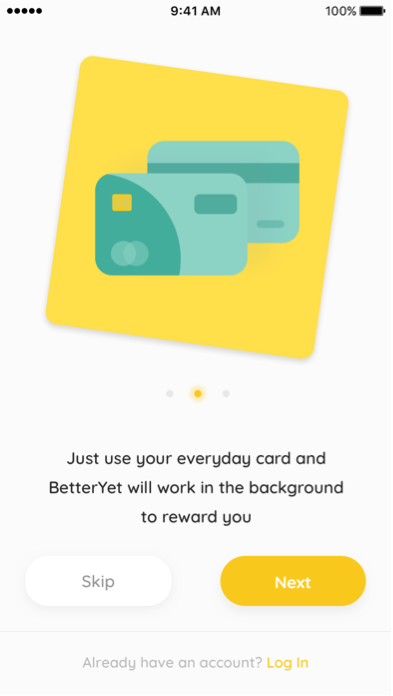 9:41 AM 100%
Just use your everyday card and
BetterYet will work in the background
to reward you
Skip Next
Already have an account? Log In